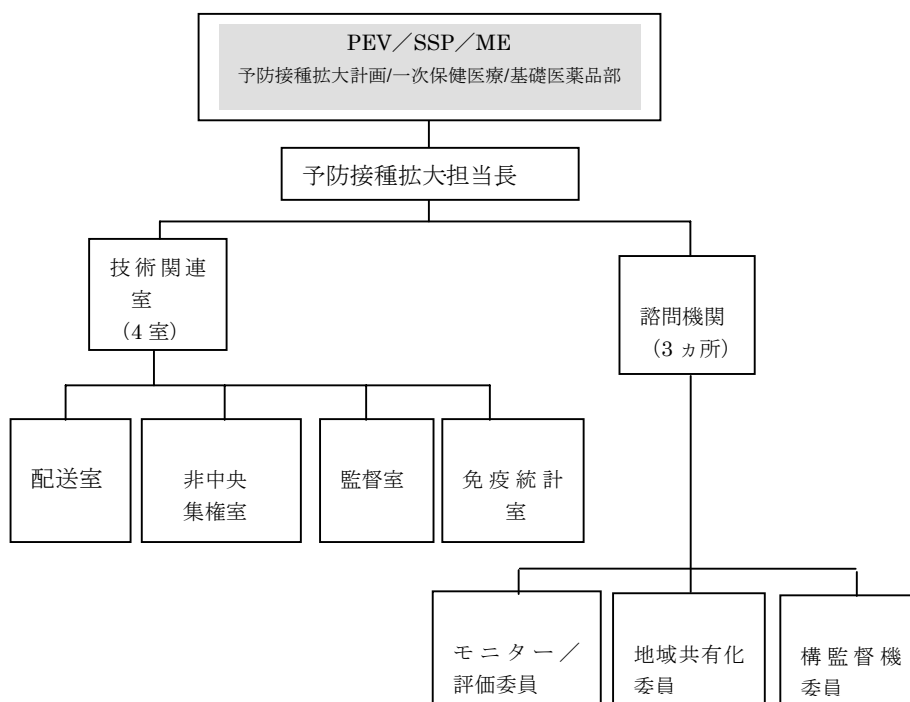 PEV／SSP／ME
予防接種拡大計画/一次保健医療/基礎医薬品部
予防接種拡大担当長
技術関連
室
（4 室）
諮問機関
（3 ヵ所）
配送室
非中央
集権室
監督室
免疫統計
室
モニター／
評価委員
地域共有化
委員
構監督機
委員